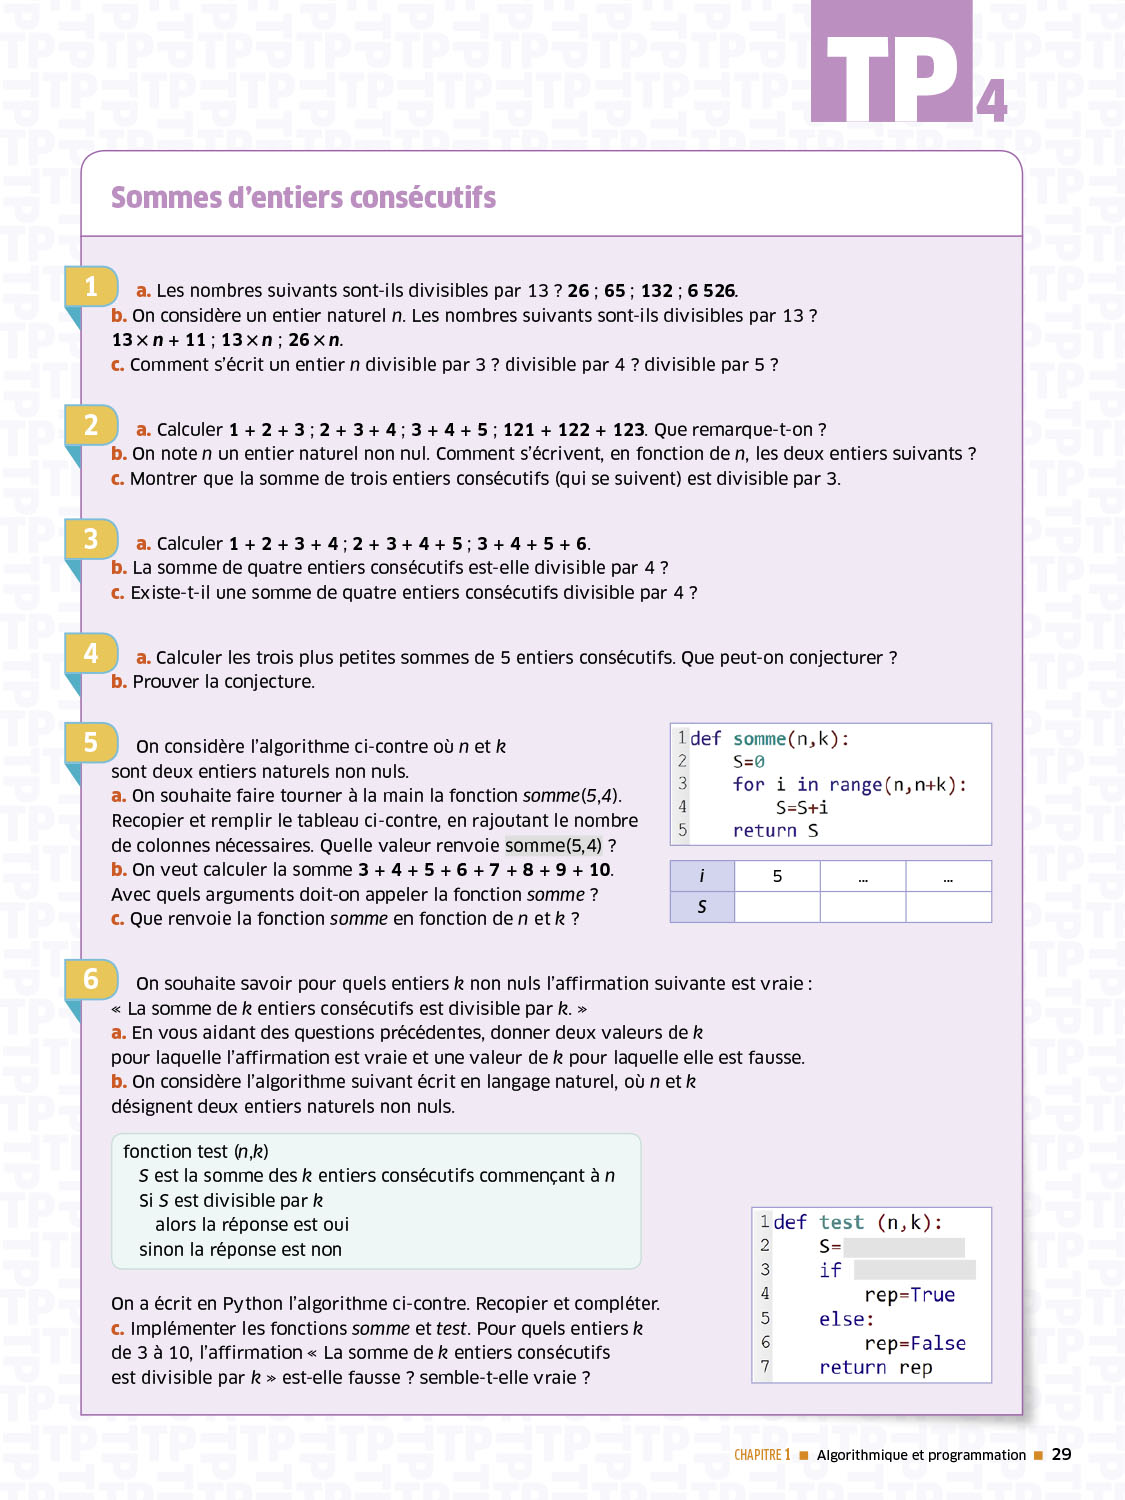 TP 4
Sommes d'entiers consécutifs
1 a. Les nombres suivants sont-ils divisibles par 13 ? 26 ; 65 ; 132 ; 6 526.
b. On considère un entier naturel n. Les nombres suivants sont-ils divisibles par 13 ?
13 × n + 11 ; 13 × n ; 26 × n.
c. Comment s'écrit un entier n divisible par 3 ? divisible par 4 ? divisible par 5 ?
2 a. Calculer 1 + 2 + 3 ; 2 + 3 + 4 ; 3 + 4 + 5 ; 121 + 122 + 123. Que remarque-t-on ?
b. On note n un entier naturel non nul. Comment s'écrivent, en fonction de n, les deux entiers suivants ?
c. Montrer que la somme de trois entiers consécutifs (qui se suivent) est divisible par 3.
3 a. Calculer 1 + 2 + 3 + 4 ; 2 + 3 + 4 + 5 ; 3 + 4 + 5 + 6.
b. La somme de quatre entiers consécutifs est-elle divisible par 4 ?
c. Existe-t-il une somme de quatre entiers consécutifs divisible par 4 ?
4 a. Calculer les trois plus petites sommes de 5 entiers consécutifs. Que peut-on conjecturer ?
b. Prouver la conjecture.
5 On considère l'algorithme ci-contre où n et k
sont deux entiers naturels non nuls.
a. On souhaite faire tourner à la main la fonction somme(5,4).
Recopier et remplir le tableau ci-contre, en rajoutant le nombre
de colonnes nécessaires. Quelle valeur renvoie somme(5,4) ?
b. On veut calculer la somme 3 + 4 + 5 + 6 + 7 + 8 + 9 + 10.
Avec quels arguments doit-on appeler la fonction somme ?
c. Que renvoie la fonction somme en fonction de n et k ?
1 def somme(n,k):
2 S=0
3 for i in range(n,n+k):
4 S=S+i
5 return S
i 5 ... ...
S
6 On souhaite savoir pour quels entiers k non nuls l'affirmation suivante est vraie :
« La somme de k entiers consécutifs est divisible par k. »
a. En vous aidant des questions précédentes, donner deux valeurs de k
pour laquelle l'affirmation est vraie et une valeur de k pour laquelle elle est fausse.
b. On considère l'algorithme suivant écrit en langage naturel, où n et k
désignent deux entiers naturels non nuls.
fonction test (n,k)
S est la somme des k entiers consécutifs commençant à n
Si S est divisible par k
alors la réponse est oui
sinon la réponse est non
On a écrit en Python l'algorithme ci-contre. Recopier et compléter.
c. Implémenter les fonctions somme et test. Pour quels entiers k
de 3 à 10, l'affirmation « La somme de k entiers consécutifs
est divisible par k » est-elle fausse ? semble-t-elle vraie ?
1 def test (n,k):
2 S=
3 if
4 rep=True
5 else:
6 rep=False
7 return rep
CHAPITRE 1 ■ Algorithmique et programmation ■ 29